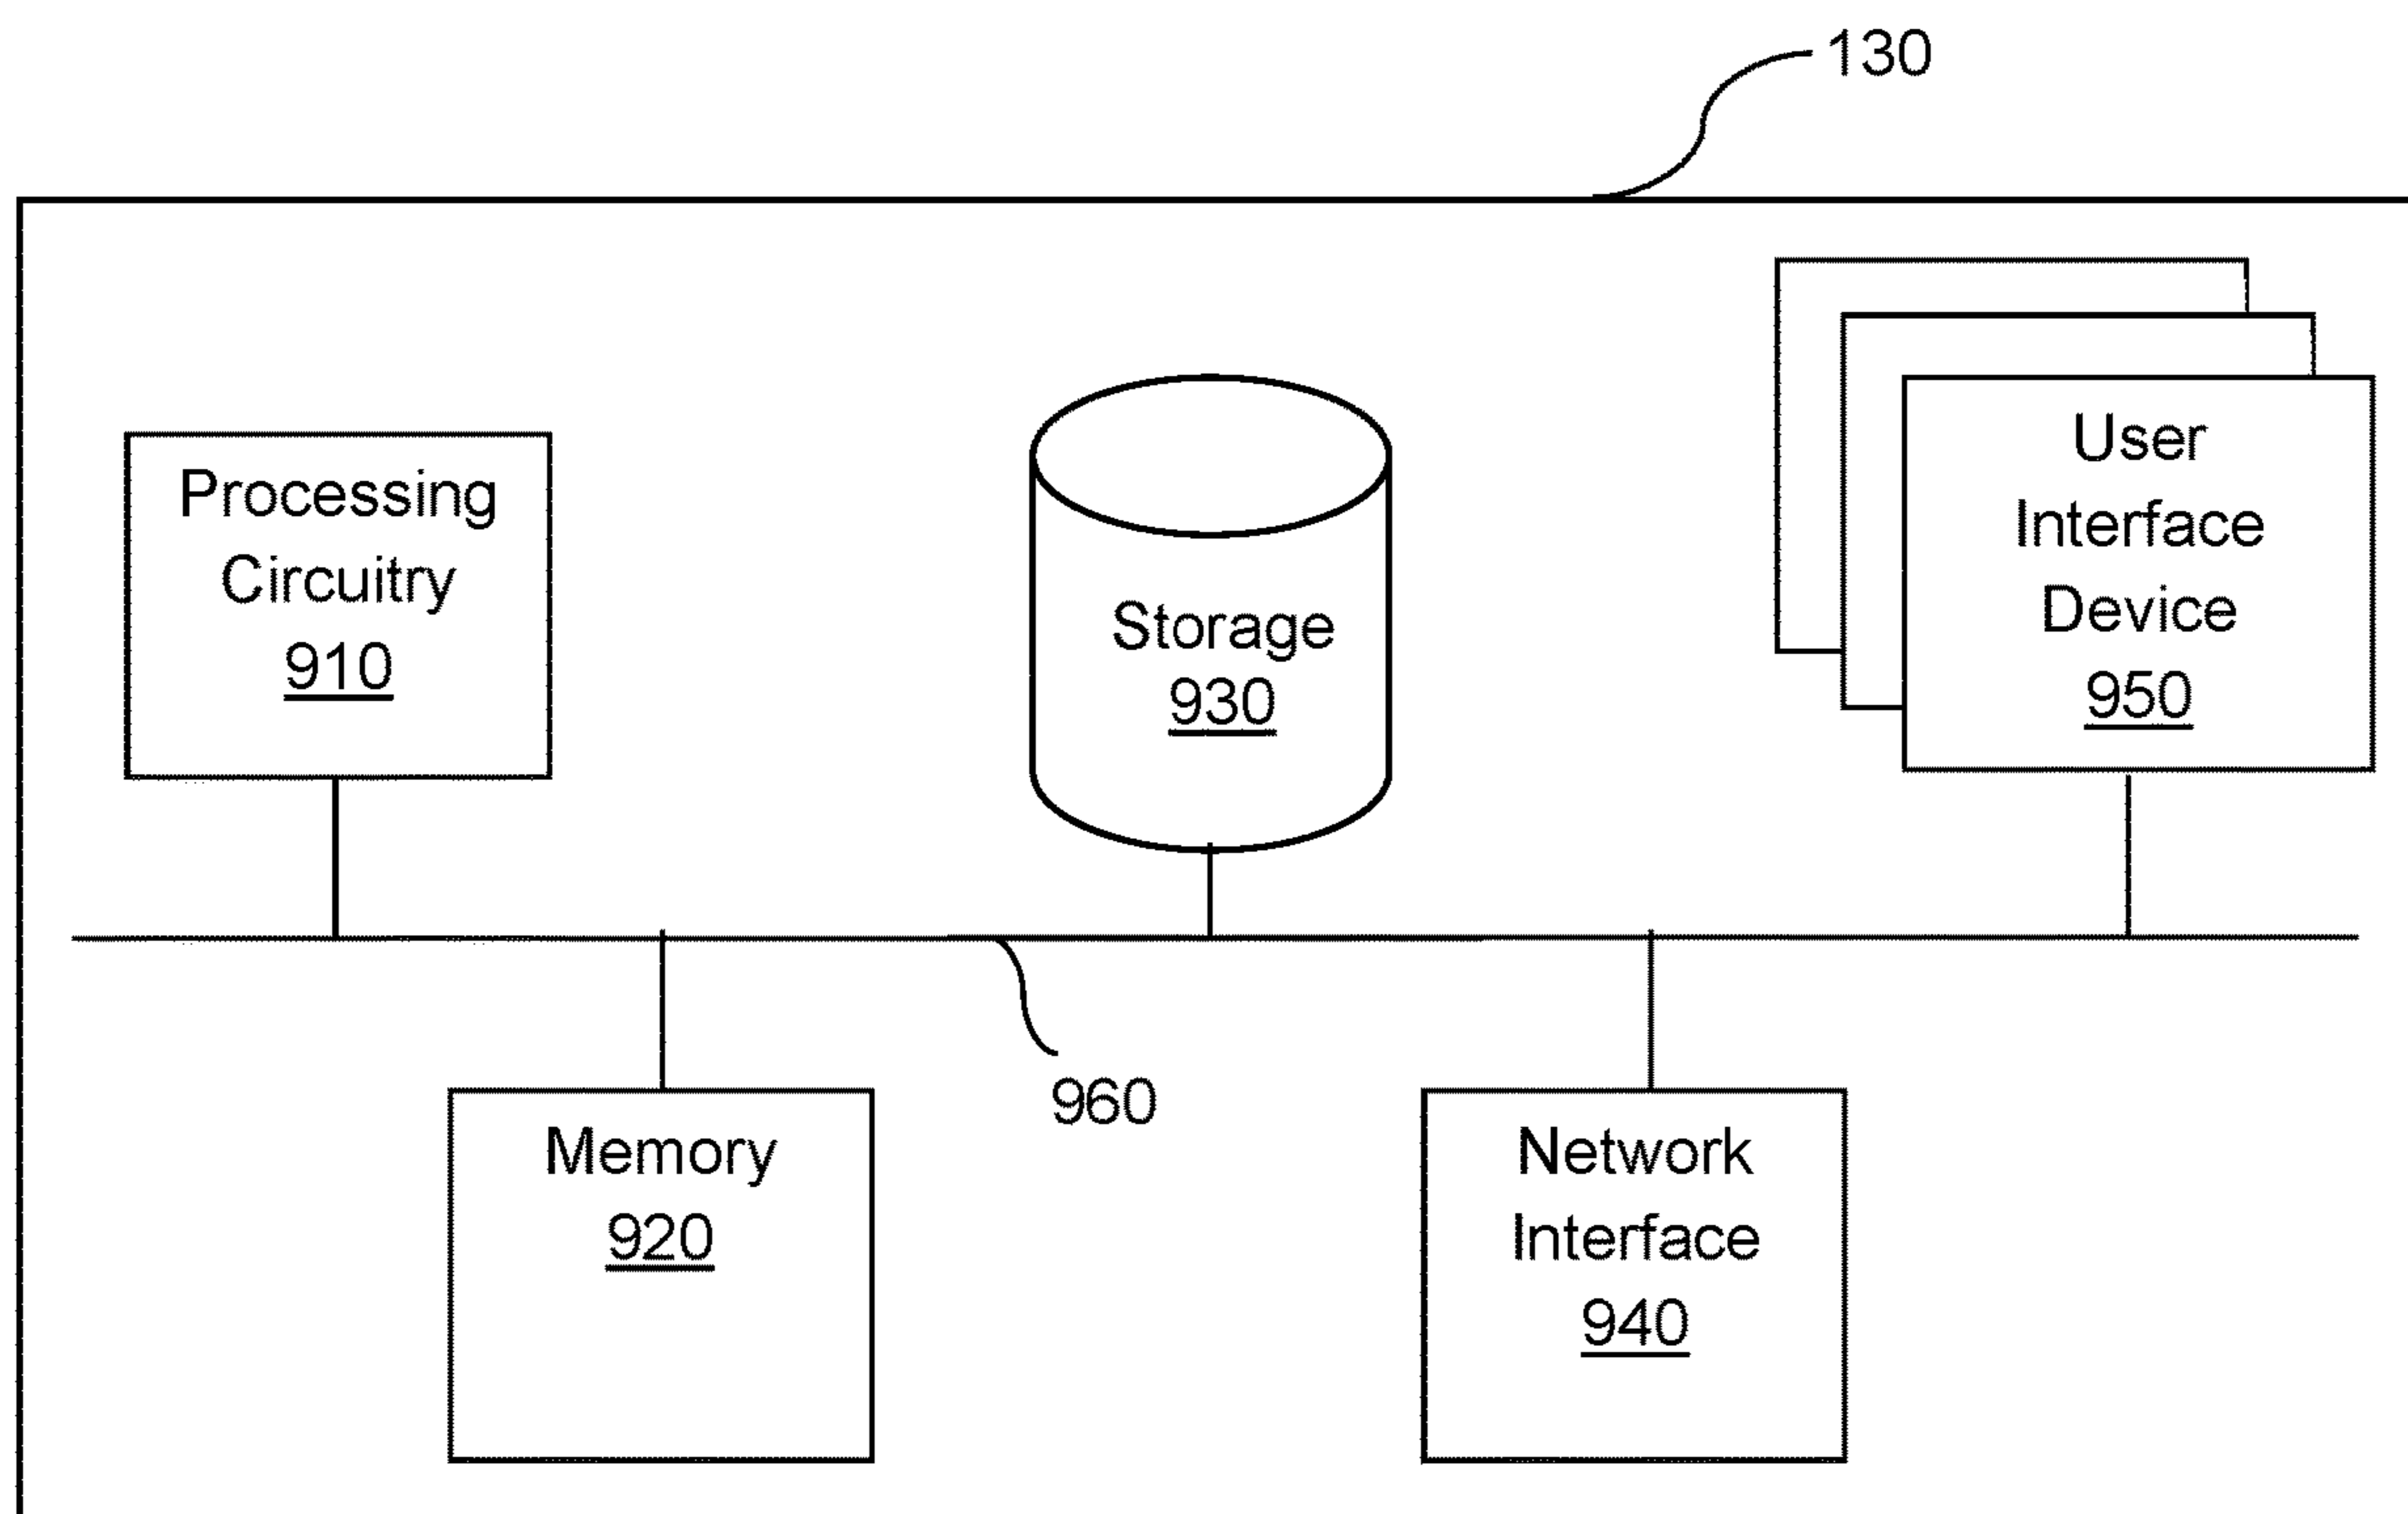 130
Processing
Circuitry
910
Storage
930
User
Interface
Device
950
960
Memory
920
Network
Interface
940